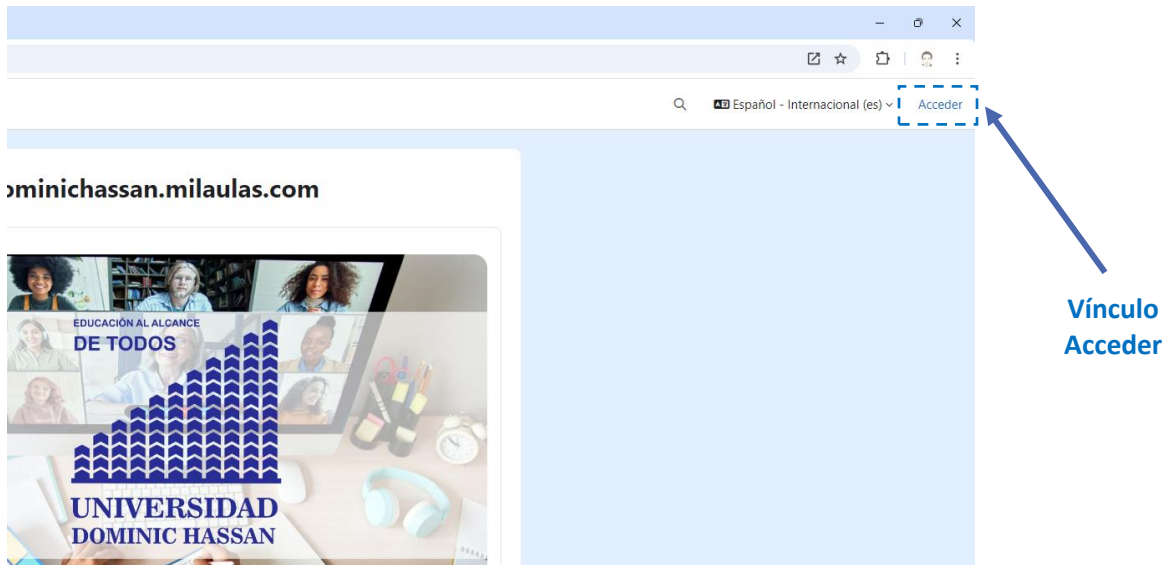 Español - Internacional (es)
Acceder
ominichassan.milaulas.com
EDUCACIÓN AL ALCANCE
DE TODOS
UNIVERSIDAD
DOMINIC HASSAN
Vínculo
Acceder